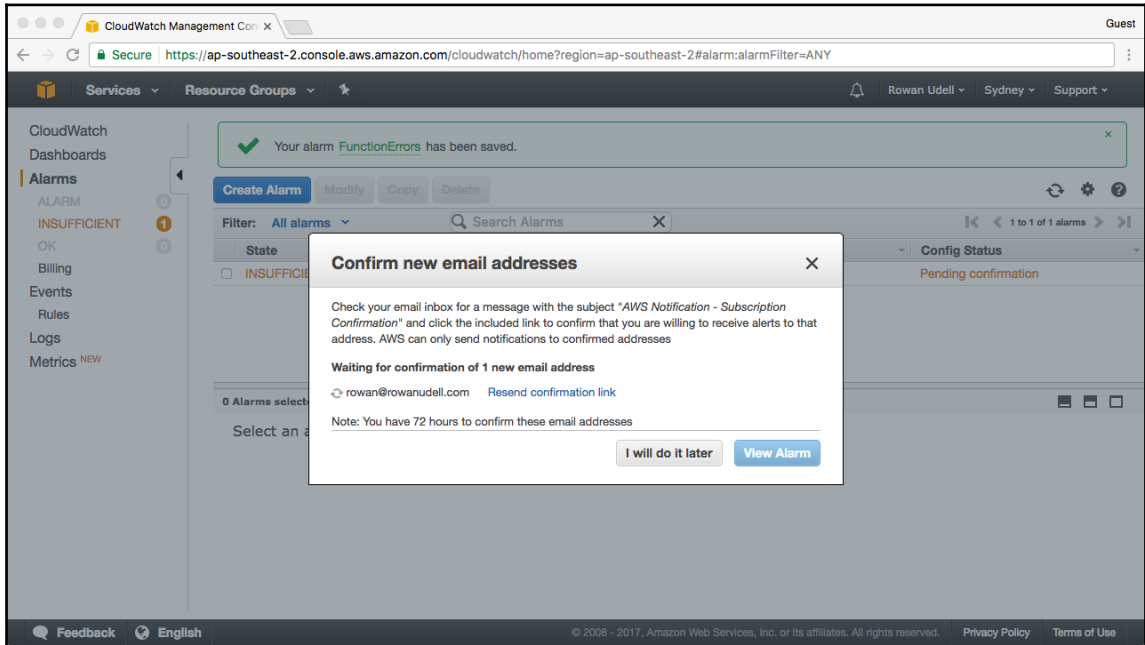 CloudWatch Management Con
Guest
Secure https://ap-southeast-2.console.aws.amazon.com/cloudwatch/home?region=ap-southeast-2#alarm:alarmFilter=ANY
Services Resource Groups Rowan Udell Sydney Support
CloudWatch
Dashboards
Alarms
ALARM 0
INSUFFICIENT 1
OK 0
Billing
Events
Rules
Logs
Metrics NEW
Your alarm FunctionErrors has been saved.
Create Alarm Modify Copy Delete
Filter: All alarms Search Alarms 1 to 1 of 1 alarms
State Config Status
INSUFFICIE Pending confirmation
Confirm new email addresses
Check your email inbox for a message with the subject "AWS Notification - Subscription
Confirmation" and click the included link to confirm that you are willing to receive alerts to that
address. AWS can only send notifications to confirmed addresses
Waiting for confirmation of 1 new email address
rowan@rowanudell.com Resend confirmation link
Note: You have 72 hours to confirm these email addresses
I will do it later View Alarm
0 Alarms select
Select an a
Feedback English © 2008 - 2017, Amazon Web Services, Inc. or its affiliates. All rights reserved. Privacy Policy Terms of Use